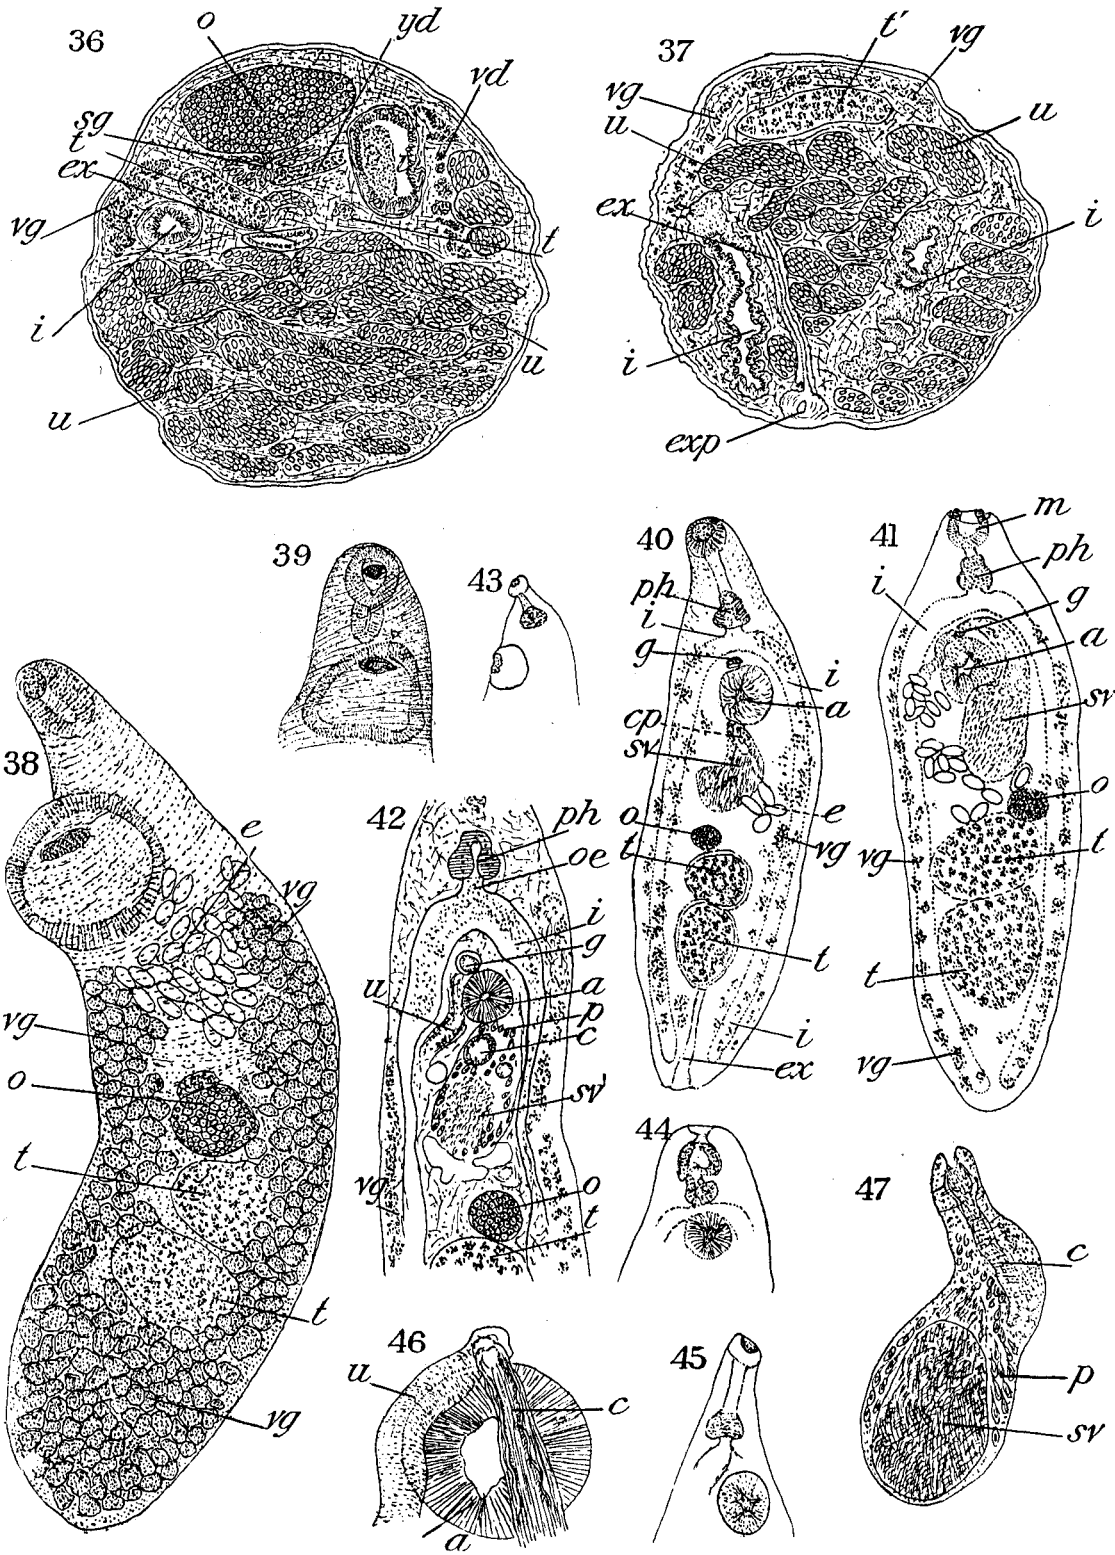 36
o
yd
vd
sg
t
ex
vg
i
u
t
u
37
t'
vg
vg
u
u
ex
i
i
exp
38
e
vg
vg
o
t
t
vg
39
43
40
ph
i
g
i
a
cp
sv
e
o
t
vg
t
i
ex
41
m
ph
i
g
a
sv
o
t
vg
t
vg
42
ph
oe
i
g
a
u
p
c
sv
vg
o
t
44
47
c
p
sv
46
u
c
a
45